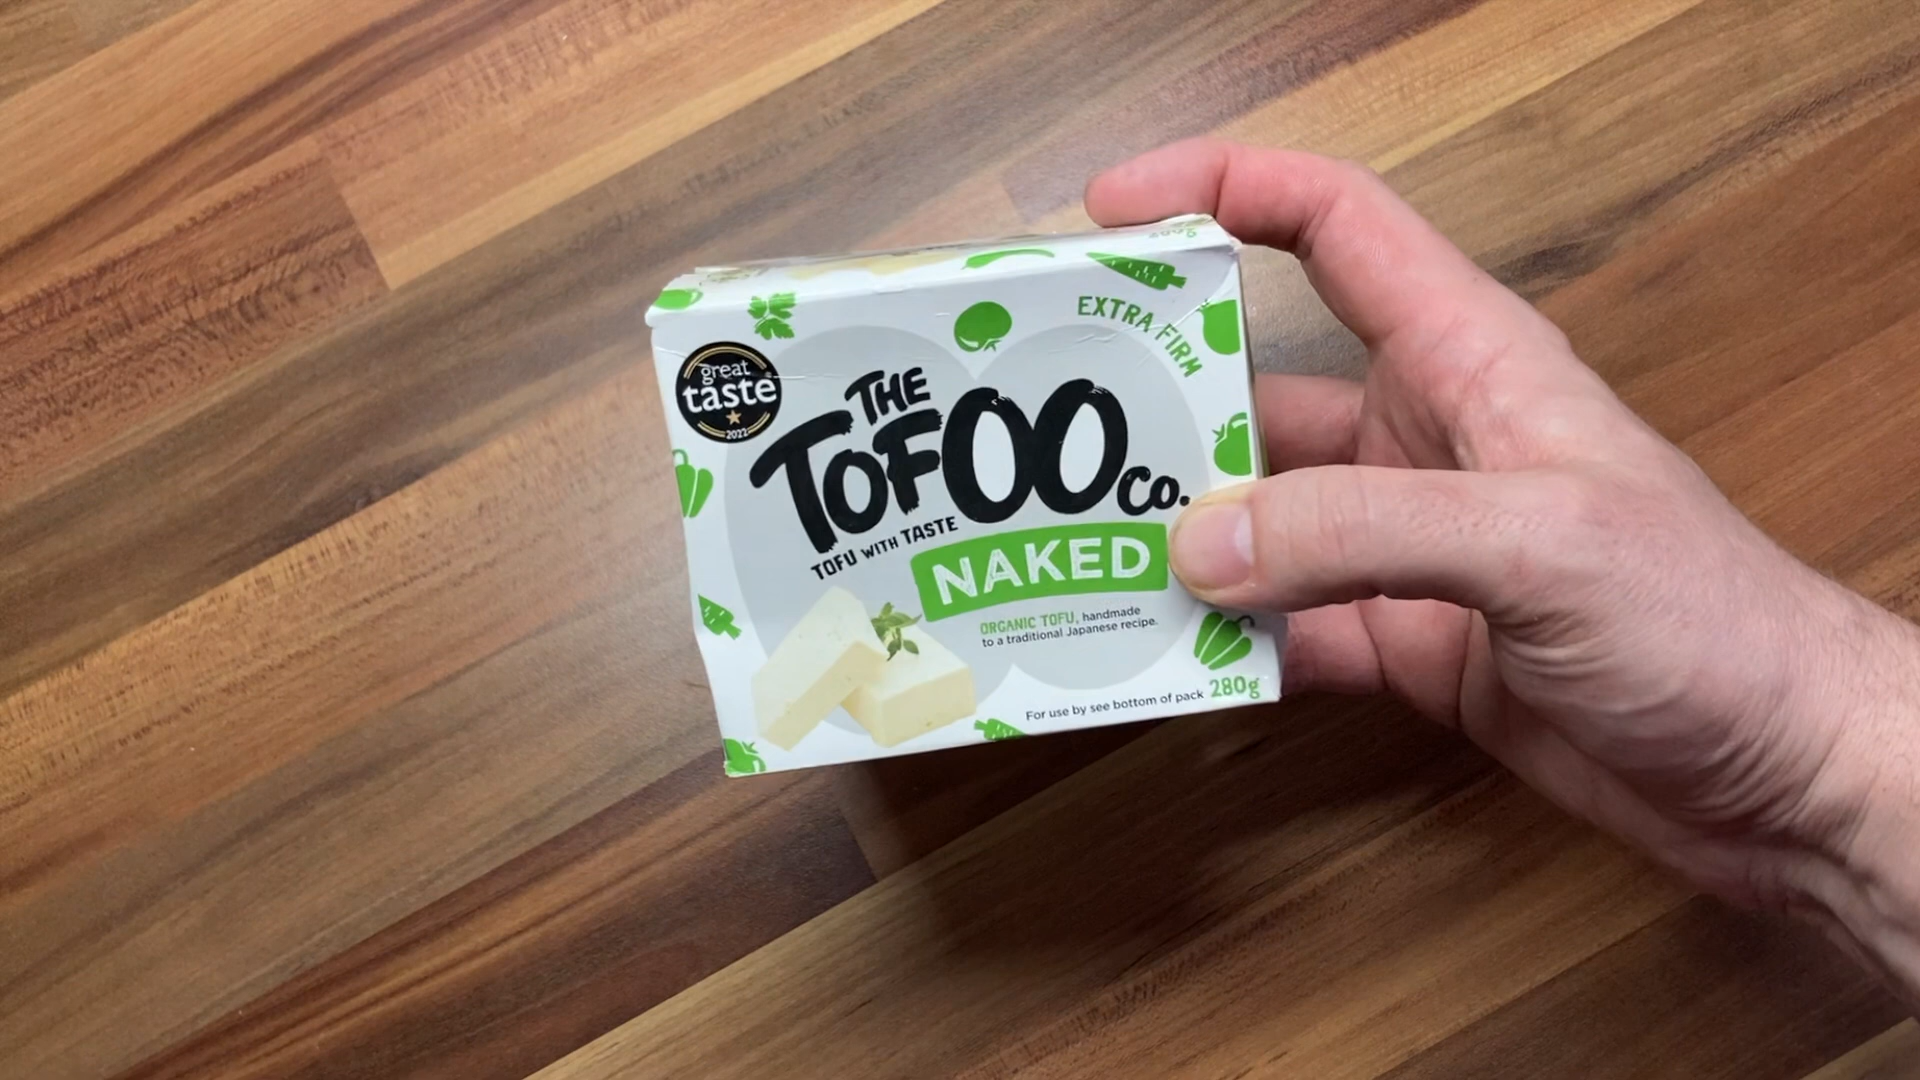 EXTRA FIRM
great
taste
2022
THE
TOFOO Co.
TOFU WITH TASTE
NAKED
ORGANIC TOFU, handmade
to a traditional Japanese recipe.
For use by see bottom of pack 280g